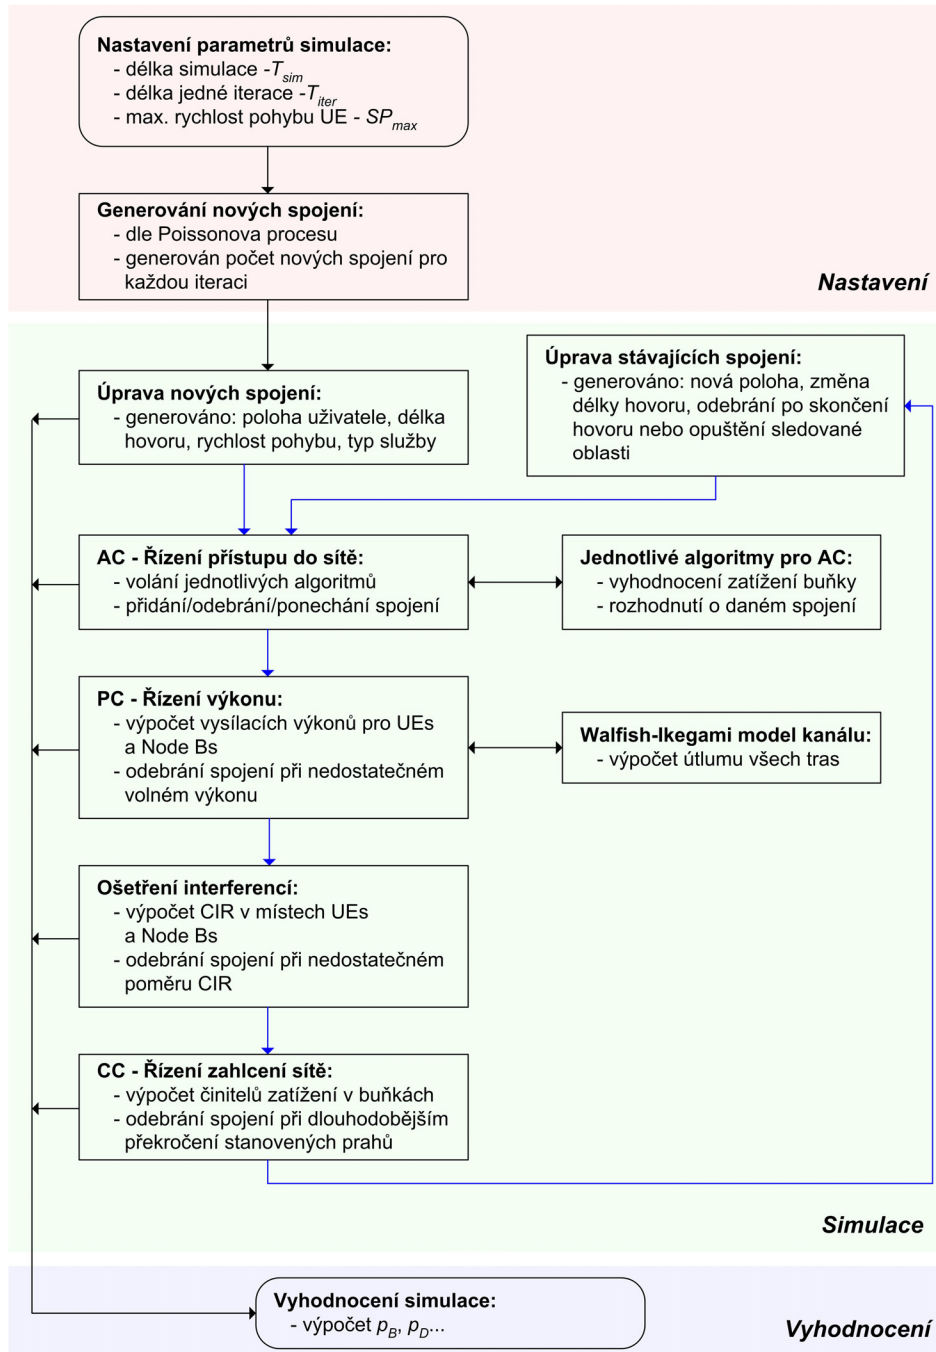 Nastavení parametrů simulace:
- délka simulace -T_sim
- délka jedné iterace -T_iter
- max. rychlost pohybu UE - SP_max
Generování nových spojení:
- dle Poissonova procesu
- generován počet nových spojení pro
každou iteraci
Nastavení
Úprava nových spojení:
- generováno: poloha uživatele, délka
hovoru, rychlost pohybu, typ služby
Úprava stávajících spojení:
- generováno: nová poloha, změna
délky hovoru, odebrání po skončení
hovoru nebo opuštění sledované
oblasti
AC - Řízení přístupu do sítě:
- volání jednotlivých algoritmů
- přidání/odebrání/ponechání spojení
Jednotlivé algoritmy pro AC:
- vyhodnocení zatížení buňky
- rozhodnutí o daném spojení
PC - Řízení výkonu:
- výpočet vysílacích výkonů pro UEs
a Node Bs
- odebrání spojení při nedostatečném
volném výkonu
Walfish-Ikegami model kanálu:
- výpočet útlumu všech tras
Ošetření interferencí:
- výpočet CIR v místech UEs
a Node Bs
- odebrání spojení při nedostatečném
poměru CIR
CC - Řízení zahlcení sítě:
- výpočet činitelů zatížení v buňkách
- odebrání spojení při dlouhodobějším
překročení stanovených prahů
Simulace
Vyhodnocení simulace:
- výpočet p_B, p_D...
Vyhodnocení